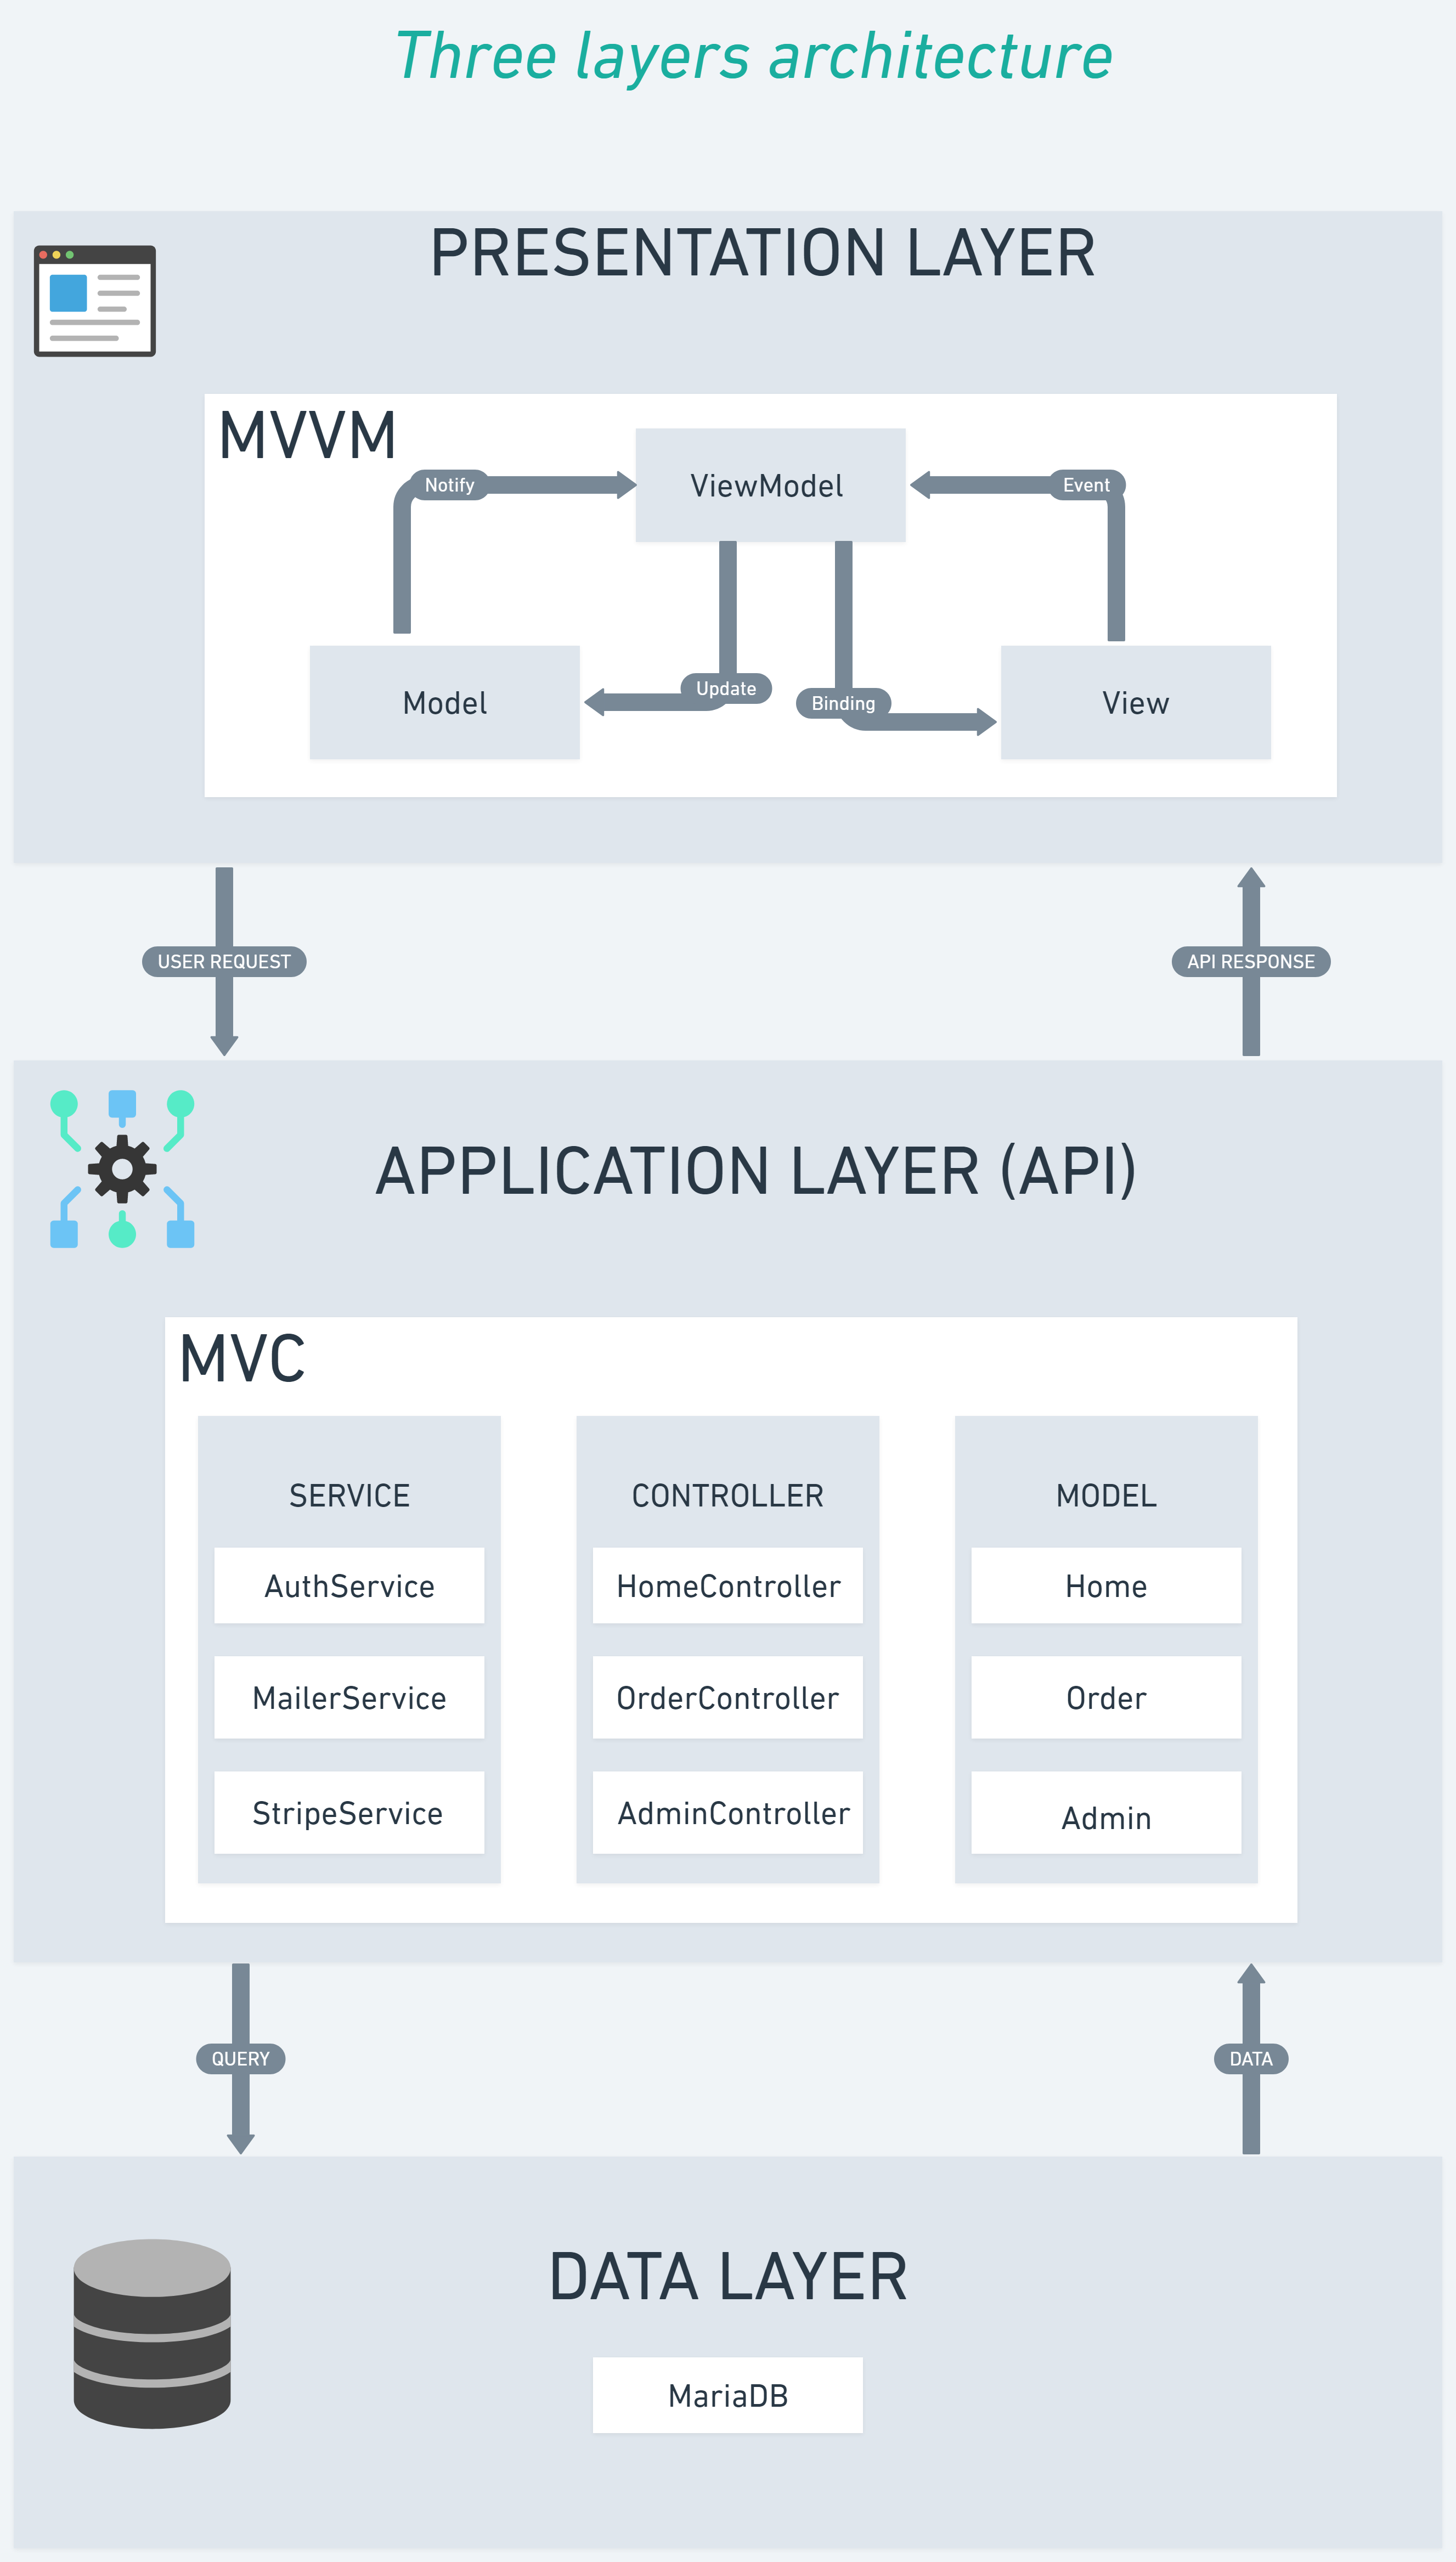 Three layers architecture
PRESENTATION LAYER
MVVM
ViewModel
Notify
Event
Model
Update
Binding
View
USER REQUEST
API RESPONSE
APPLICATION LAYER (API)
MVC
SERVICE
AuthService
MailerService
StripeService
CONTROLLER
HomeController
OrderController
AdminController
MODEL
Home
Order
Admin
QUERY
DATA
DATA LAYER
MariaDB